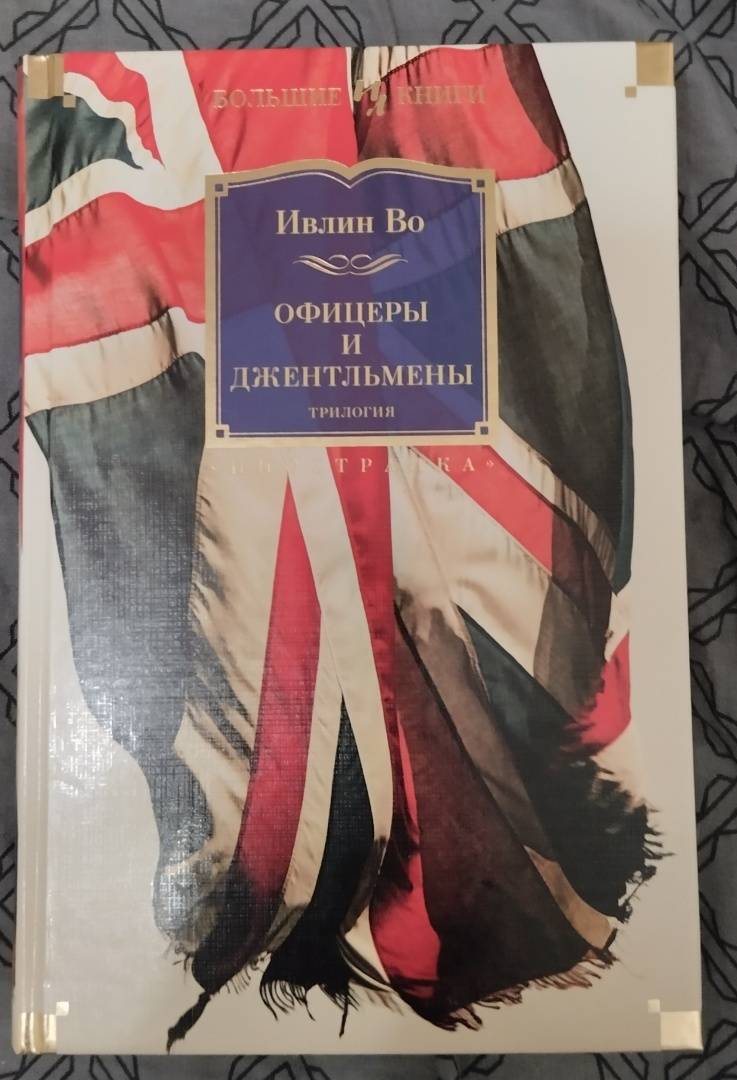 БОЛЬШИЕ КНИГИ
Ивлин Во
ОФИЦЕРЫ
И
ДЖЕНТЛЬМЕНЫ
ТРИЛОГИЯ